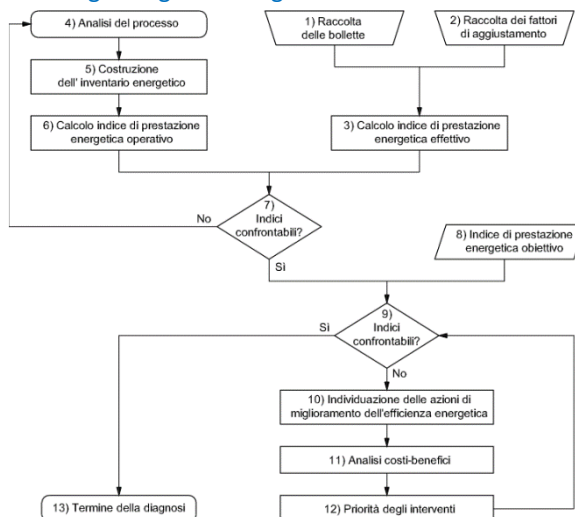 4) Analisi del processo
1) Raccolta
delle bollette
2) Raccolta dei fattori
di aggiustamento
5) Costruzione
dell' inventario energetico
6) Calcolo indice di prestazione
energetica operativo
3) Calcolo indice di prestazione
energetica effettivo
7)
Indici
confrontabili?
No
Sì
8) Indice di prestazione
energetica obiettivo
9)
Indici
confrontabili?
Sì
No
10) Individuazione delle azioni di
miglioramento dell'efficienza energetica
11) Analisi costi-benefici
13) Termine della diagnosi
12) Priorità degli interventi